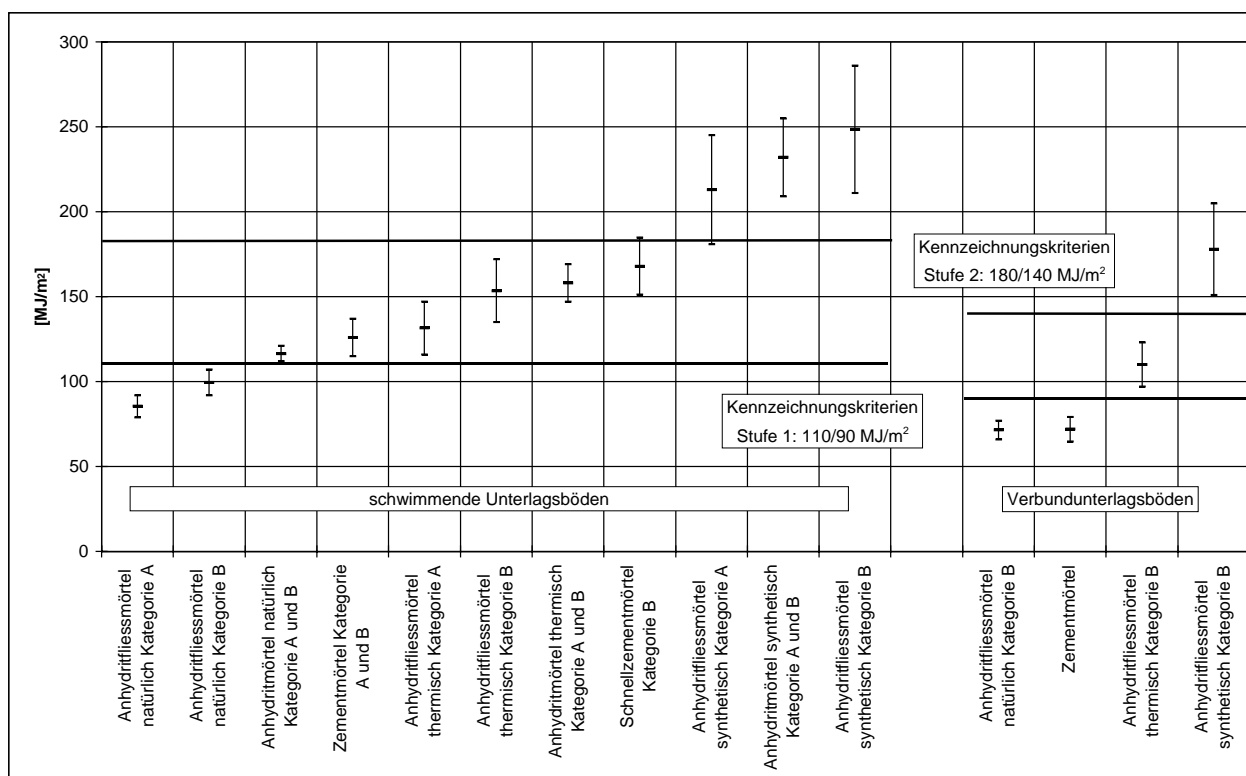 300
250
200
150
100
50
0
[MJ/m²]
Kennzeichnungskriterien
Stufe 2: 180/140 MJ/m²
Kennzeichnungskriterien
Stufe 1: 110/90 MJ/m²
schwimmende Unterlagsböden
Verbundunterlagsböden
Anhydritfliessmörtel
natürlich Kategorie A
Anhydritfliessmörtel
natürlich Kategorie B
Anhydritmörtel natürlich
Kategorie A und B
Zementmörtel Kategorie
A und B
Anhydritfliessmörtel
thermisch Kategorie A
Anhydritfliessmörtel
thermisch Kategorie B
Anhydritmörtel thermisch
Kategorie A und B
Schnellzementmörtel
Kategorie B
Anhydritfliessmörtel
synthetisch Kategorie A
Anhydritmörtel synthetisch
Kategorie A und B
Anhydritfliessmörtel
synthetisch Kategorie B
Anhydritfliessmörtel
natürlich Kategorie B
Zementmörtel
Anhydritfliessmörtel
thermisch Kategorie B
Anhydritfliessmörtel
synthetisch Kategorie B